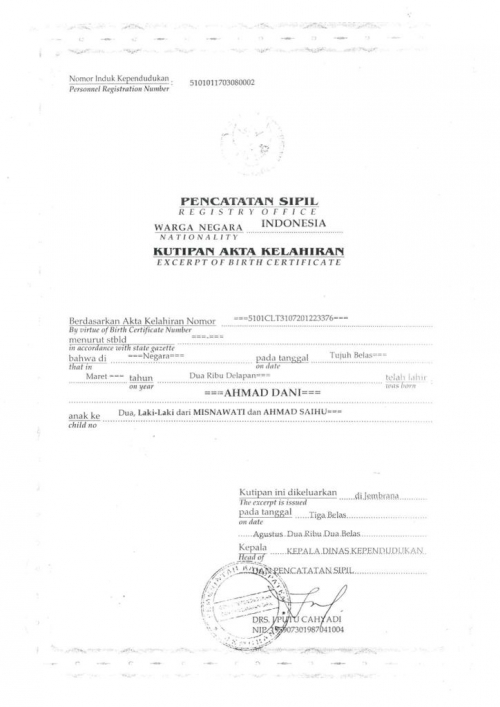 Nomor Induk Kependudukan : 5101011703080002
Personnel Registration Number
PENCATATAN SIPIL
REGISTRY OFFICE
WARGA NEGARA INDONESIA
NATIONALITY
KUTIPAN AKTA KELAHIRAN
EXCERPT OF BIRTH CERTIFICATE
Berdasarkan Akta Kelahiran Nomor ===5101CLT3107201223376===
By virtue of Birth Certificate Number
menurut stbld ===-===
in accordance with state gazette
bahwa di ===Negara=== pada tanggal Tujuh Belas===
that in on date
Maret === tahun Dua Ribu Delapan=== telah lahir
on year was born
===AHMAD DANI===
anak ke Dua, Laki-Laki dari MISNAWATI dan AHMAD SAIHU===
child no
Kutipan ini dikeluarkan di Jembrana
The excerpt is issued
pada tanggal Tiga Belas
on date
Agustus Dua Ribu Dua Belas
Kepala KEPALA DINAS KEPENDUDUKAN
Head of
DAN PENCATATAN SIPIL
PEMERINTAH KABUPATEN
JEMBRANA
DRS. I PUTU CAHYADI
NIP.